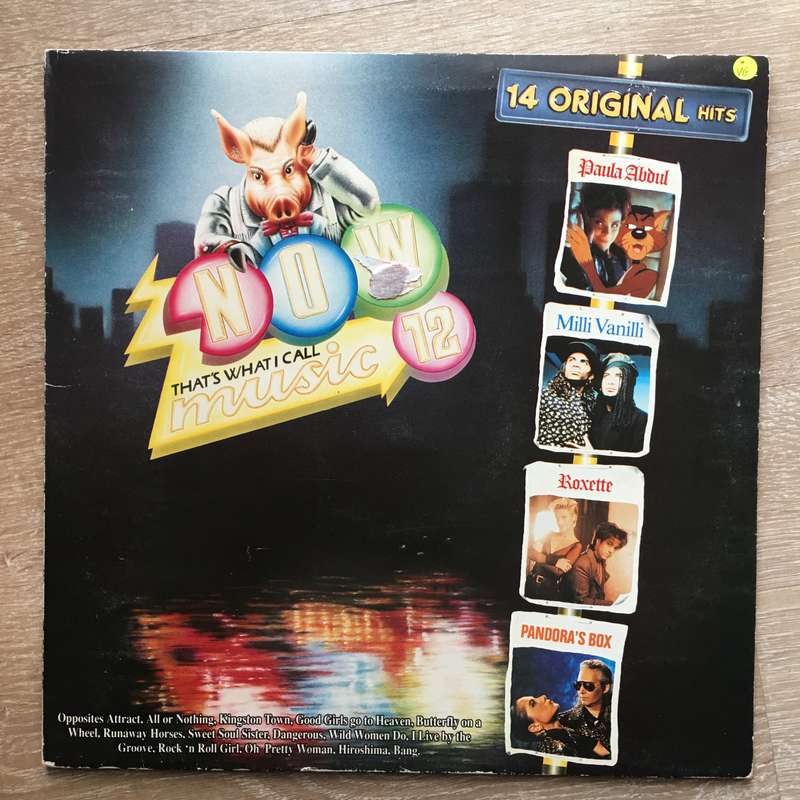 14 ORIGINAL HITS
VG
Paula Abdul
NOW
THAT'S WHAT I CALL
music 12
Milli Vanilli
Roxette
PANDORA'S BOX
Opposites Attract, All or Nothing, Kingston Town, Good Girls go to Heaven, Butterfly on a
Wheel, Runaway Horses, Sweet Soul Sister, Dangerous, Wild Women Do, I Live by the
Groove, Rock 'n Roll Girl, Oh Pretty Woman, Hiroshima, Bang.